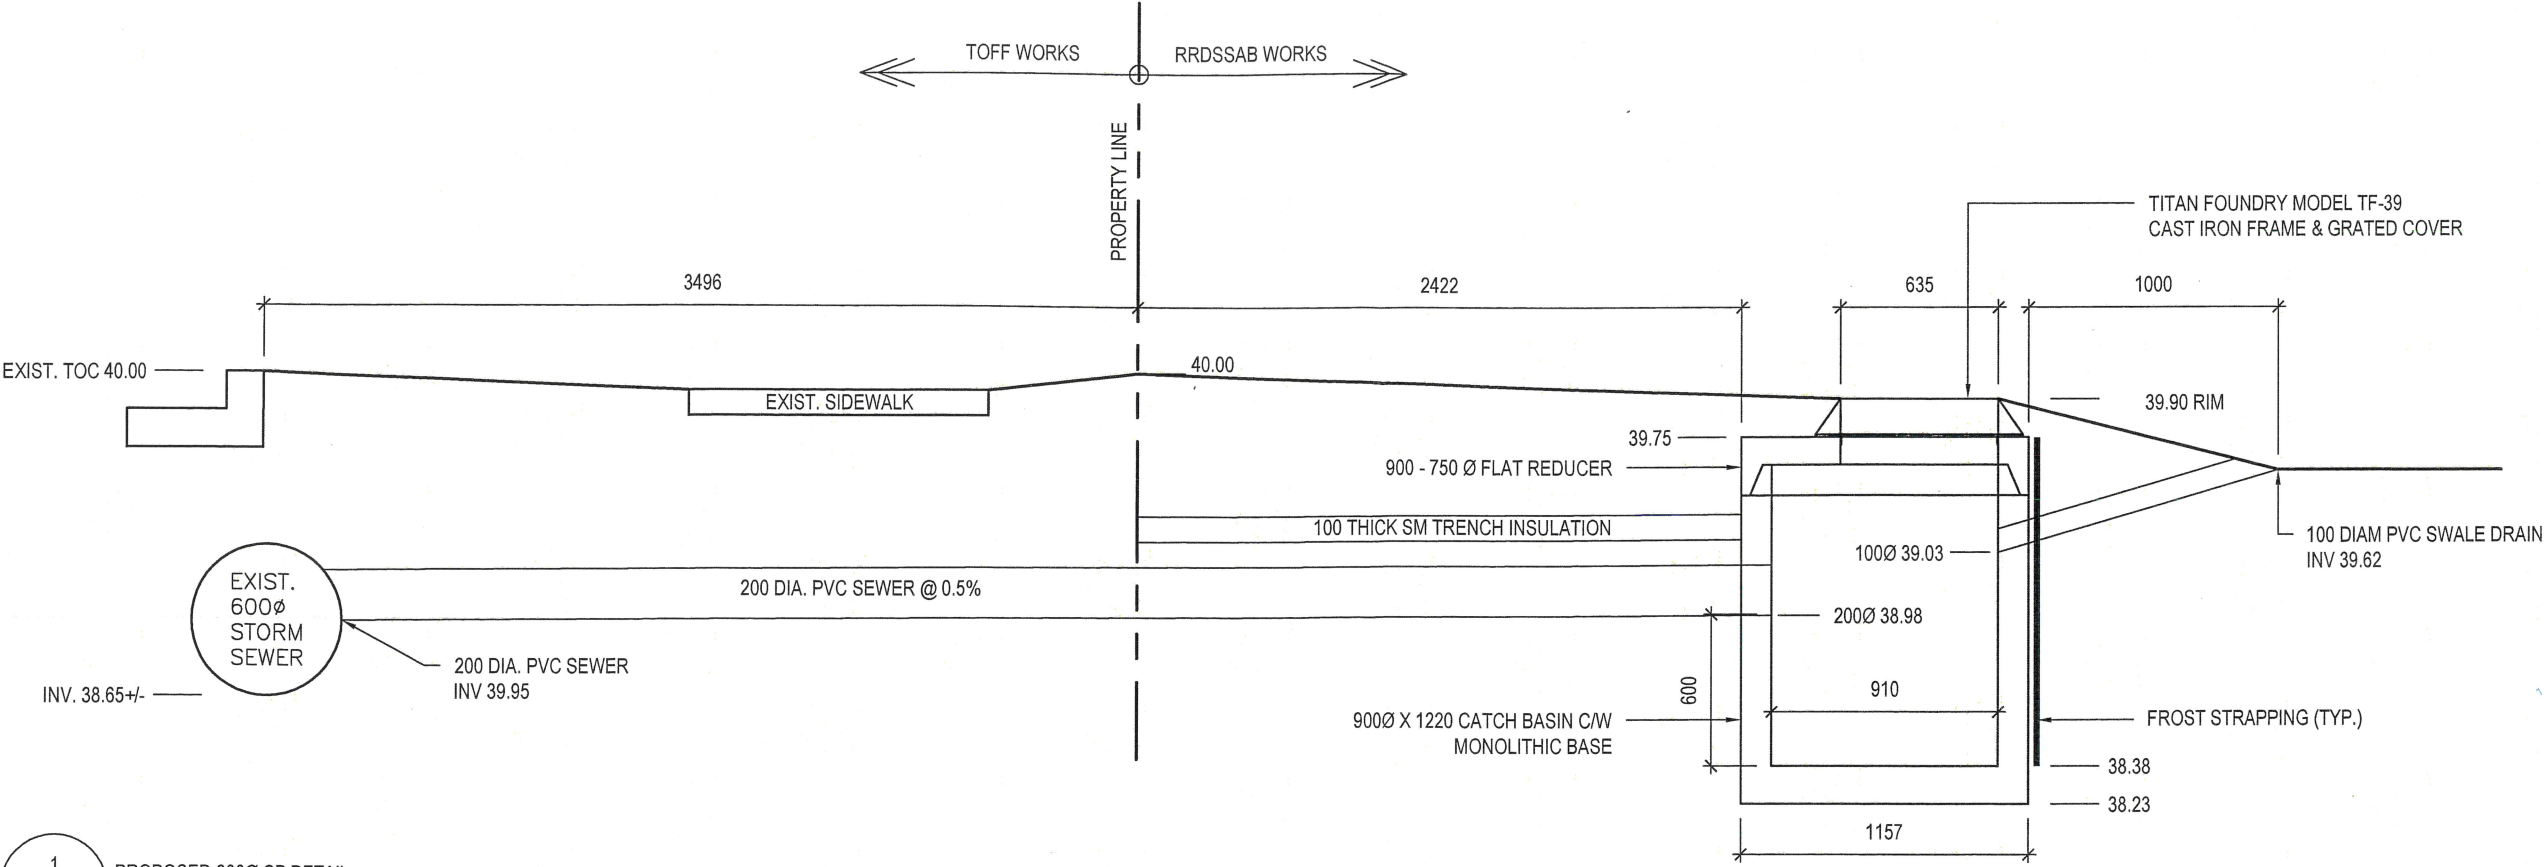 TOFF WORKS
RRDSSAB WORKS
PROPERTY LINE
TITAN FOUNDRY MODEL TF-39
CAST IRON FRAME & GRATED COVER
3496
2422
635
1000
EXIST. TOC 40.00
40.00
EXIST. SIDEWALK
39.90 RIM
39.75
900 - 750 Ø FLAT REDUCER
100 THICK SM TRENCH INSULATION
100Ø 39.03
100 DIAM PVC SWALE DRAIN
INV 39.62
EXIST.
600ø
STORM
SEWER
200 DIA. PVC SEWER @ 0.5%
200Ø 38.98
200 DIA. PVC SEWER
INV 39.95
INV. 38.65+/-
600
910
900Ø X 1220 CATCH BASIN C/W
MONOLITHIC BASE
FROST STRAPPING (TYP.)
38.38
38.23
1157
1